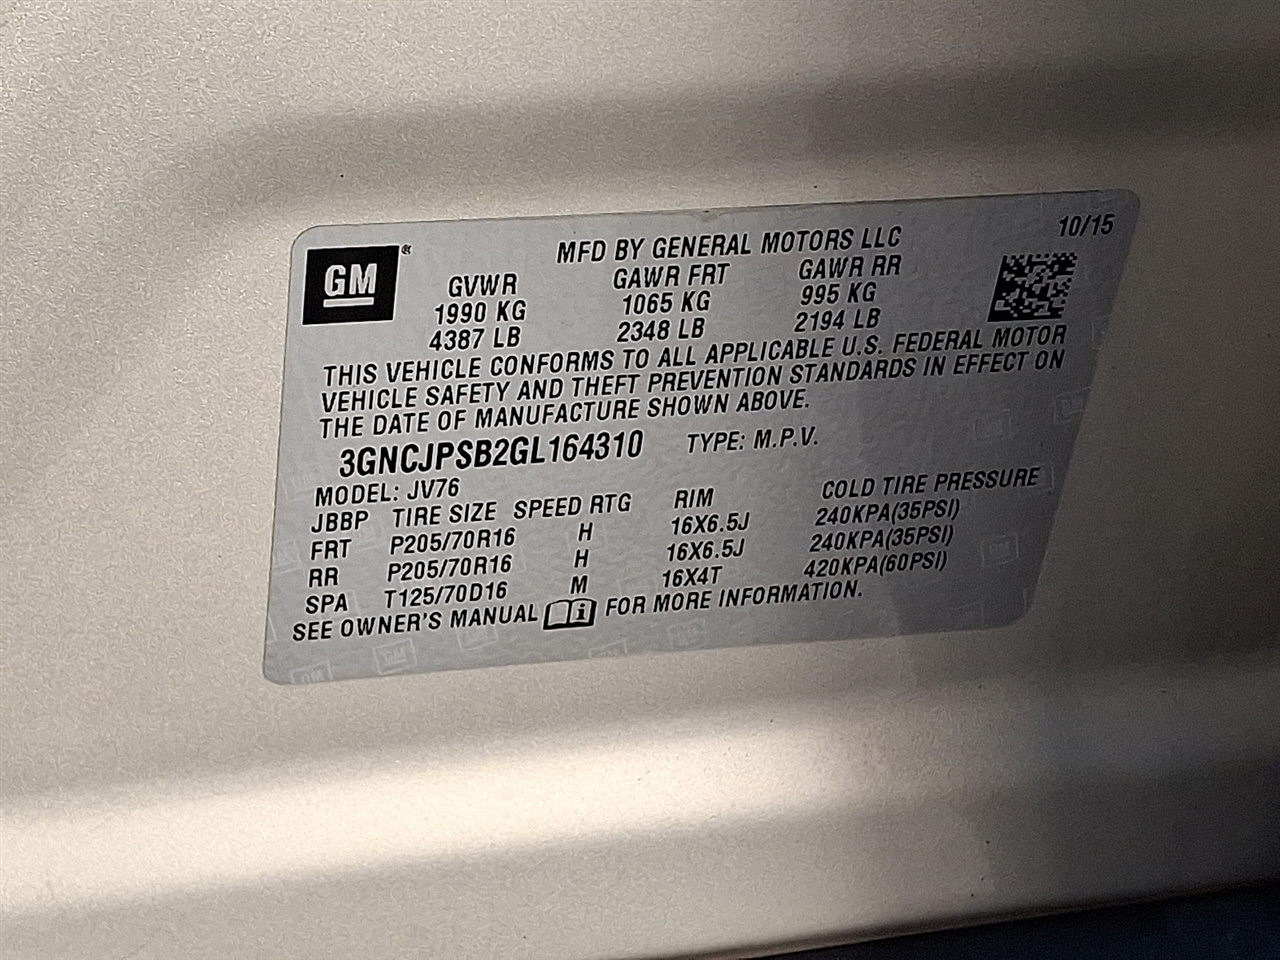 GM ®
MFD BY GENERAL MOTORS LLC
10/15
GVWR GAWR FRT GAWR RR
1990 KG 1065 KG 995 KG
4387 LB 2348 LB 2194 LB
THIS VEHICLE CONFORMS TO ALL APPLICABLE U.S. FEDERAL MOTOR
VEHICLE SAFETY AND THEFT PREVENTION STANDARDS IN EFFECT ON
THE DATE OF MANUFACTURE SHOWN ABOVE.
3GNCJPSB2GL164310 TYPE: M.P.V.
MODEL: JV76
JBBP TIRE SIZE SPEED RTG RIM COLD TIRE PRESSURE
FRT P205/70R16 H 16X6.5J 240KPA(35PSI)
RR P205/70R16 H 16X6.5J 240KPA(35PSI)
SPA T125/70D16 M 16X4T 420KPA(60PSI)
SEE OWNER'S MANUAL i FOR MORE INFORMATION.